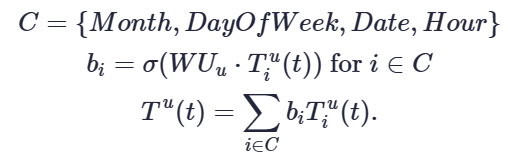 C = {Month, DayOfWeek, Date, Hour}
b_i = σ(WU_u · T_i^u(t)) for i ∈ C
T^u(t) = ∑_{i∈C} b_i T_i^u(t).